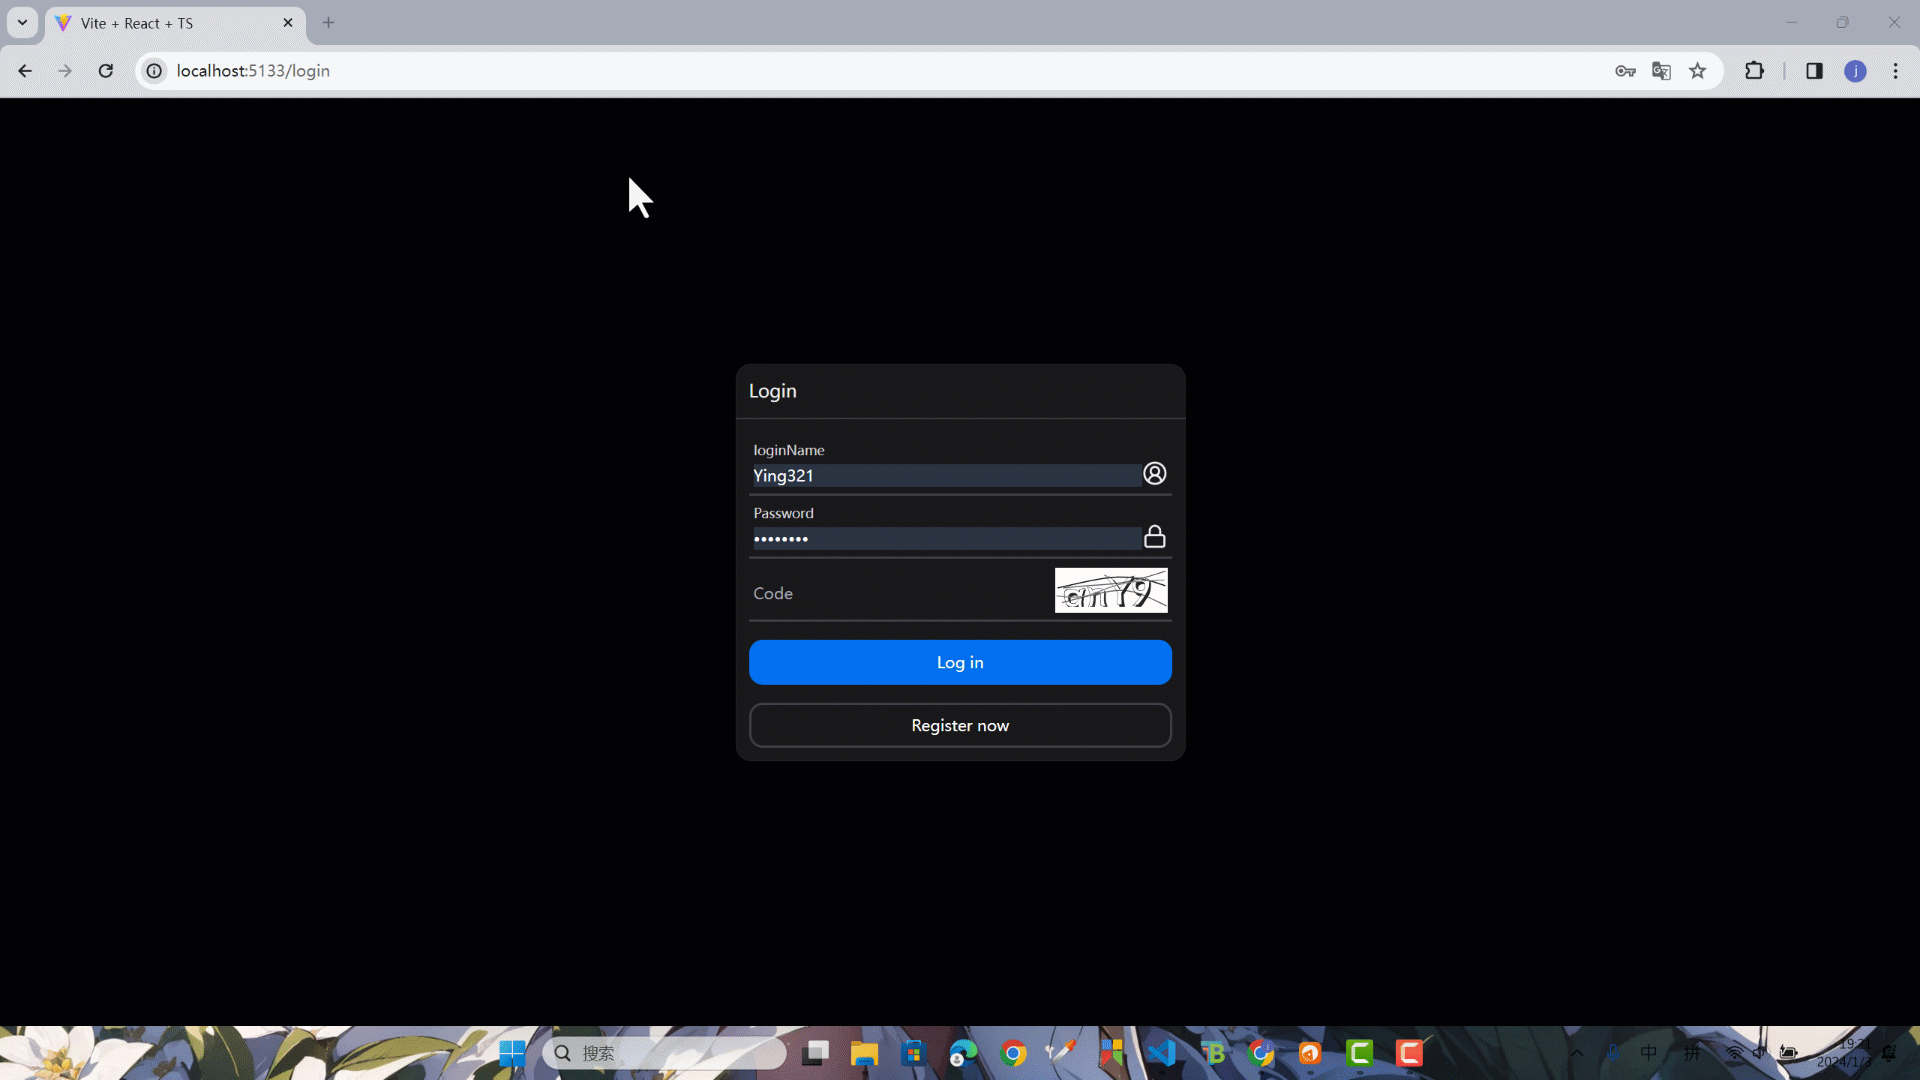 Vite + React + TS
localhost:5133/login
j
Login
loginName
Ying321
Password
Code
Log in
Register now
搜索
中
拼
19:21
2024/1/3